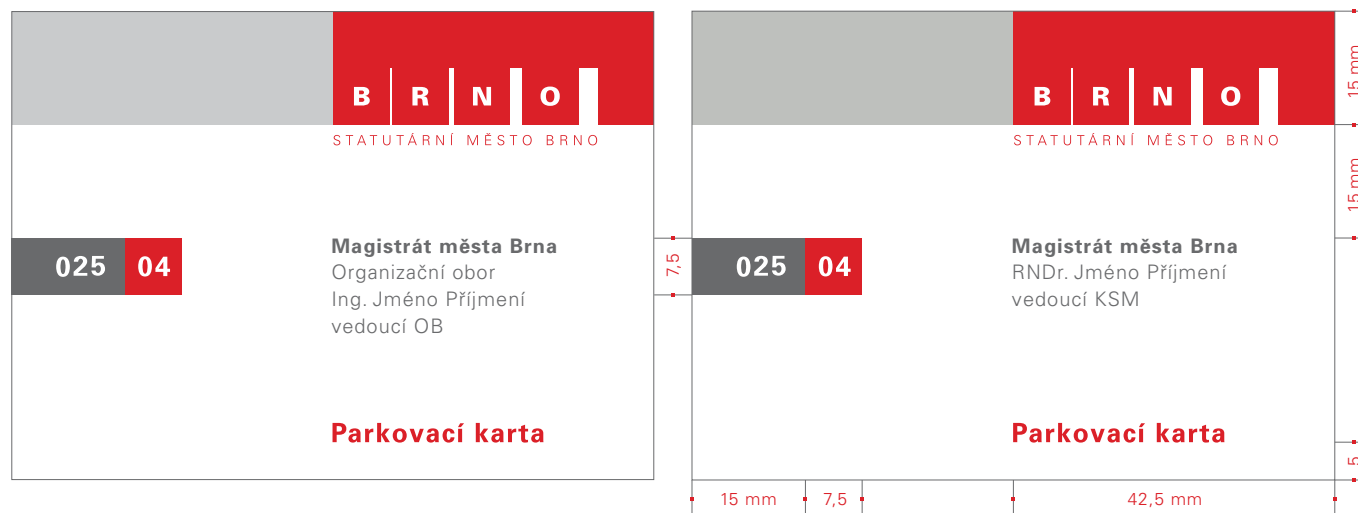 B R N O
STATUTÁRNÍ MĚSTO BRNO
025 04
Magistrát města Brna
Organizační obor
Ing. Jméno Příjmení
vedoucí OB
Parkovací karta
7,5
B R N O
STATUTÁRNÍ MĚSTO BRNO
025 04
Magistrát města Brna
RNDr. Jméno Příjmení
vedoucí KSM
Parkovací karta
15 mm
15 mm
5
15 mm
7,5
42,5 mm